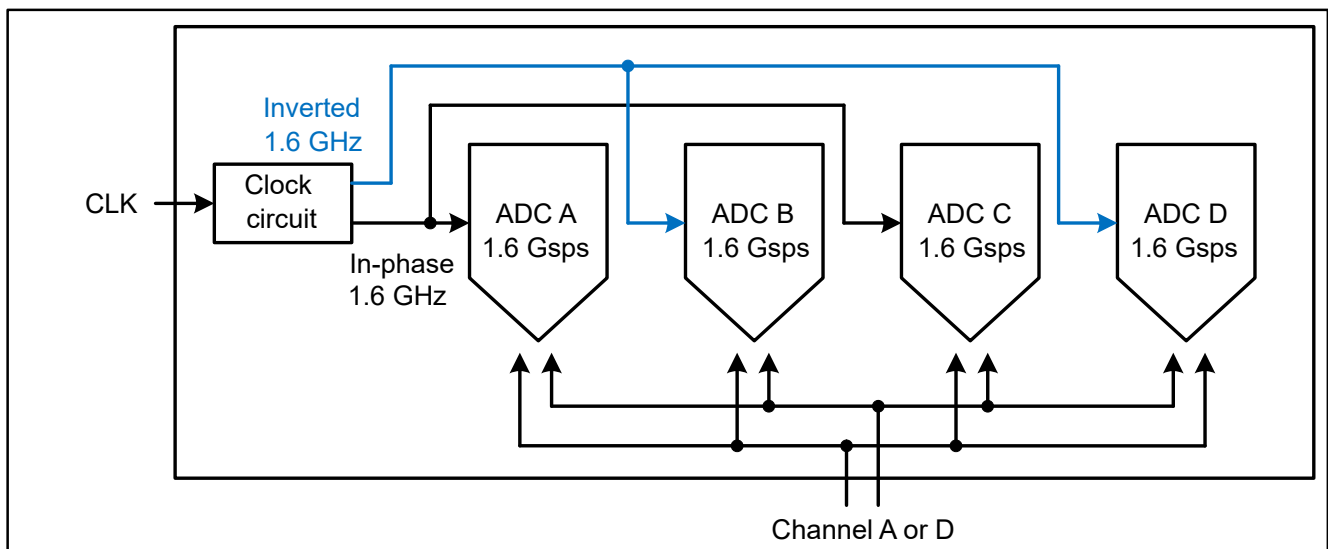 Inverted
1.6 GHz
CLK
Clock
circuit
In-phase
1.6 GHz
ADC A
1.6 Gsps
ADC B
1.6 Gsps
ADC C
1.6 Gsps
ADC D
1.6 Gsps
Channel A or D